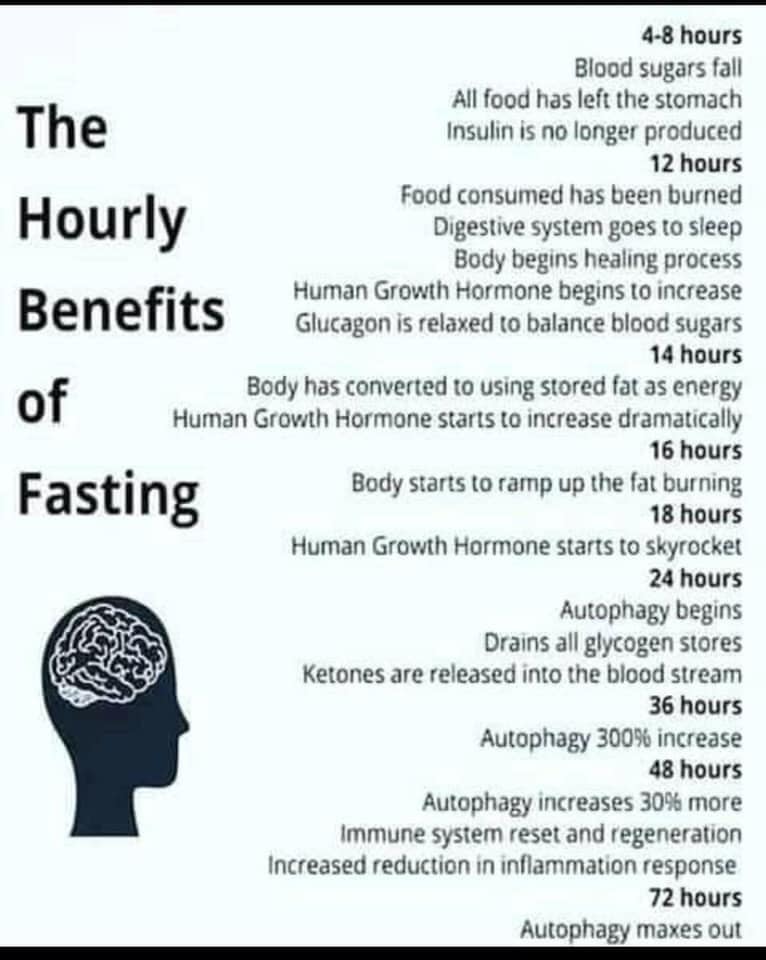 The
Hourly
Benefits
of
Fasting
4-8 hours
Blood sugars fall
All food has left the stomach
Insulin is no longer produced
12 hours
Food consumed has been burned
Digestive system goes to sleep
Body begins healing process
Human Growth Hormone begins to increase
Glucagon is relaxed to balance blood sugars
14 hours
Body has converted to using stored fat as energy
Human Growth Hormone starts to increase dramatically
16 hours
Body starts to ramp up the fat burning
18 hours
Human Growth Hormone starts to skyrocket
24 hours
Autophagy begins
Drains all glycogen stores
Ketones are released into the blood stream
36 hours
Autophagy 300% increase
48 hours
Autophagy increases 30% more
Immune system reset and regeneration
Increased reduction in inflammation response
72 hours
Autophagy maxes out